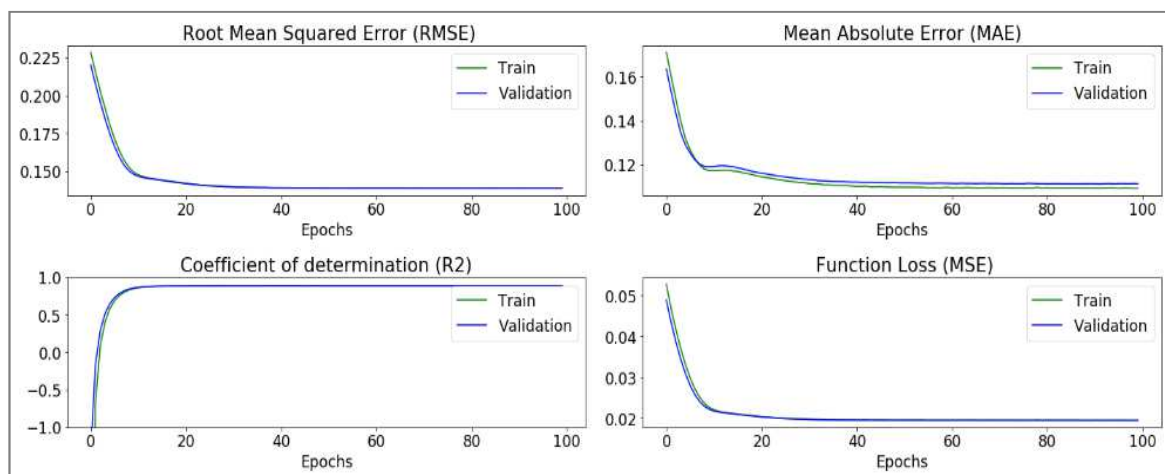 Root Mean Squared Error (RMSE)
0.225
0.200
0.175
0.150
Train
Validation
0 20 40 60 80 100
Epochs
Mean Absolute Error (MAE)
0.16
0.14
0.12
Train
Validation
0 20 40 60 80 100
Epochs
Coefficient of determination (R2)
1.0
0.5
0.0
−0.5
−1.0
Train
Validation
0 20 40 60 80 100
Epochs
Function Loss (MSE)
0.05
0.04
0.03
0.02
Train
Validation
0 20 40 60 80 100
Epochs